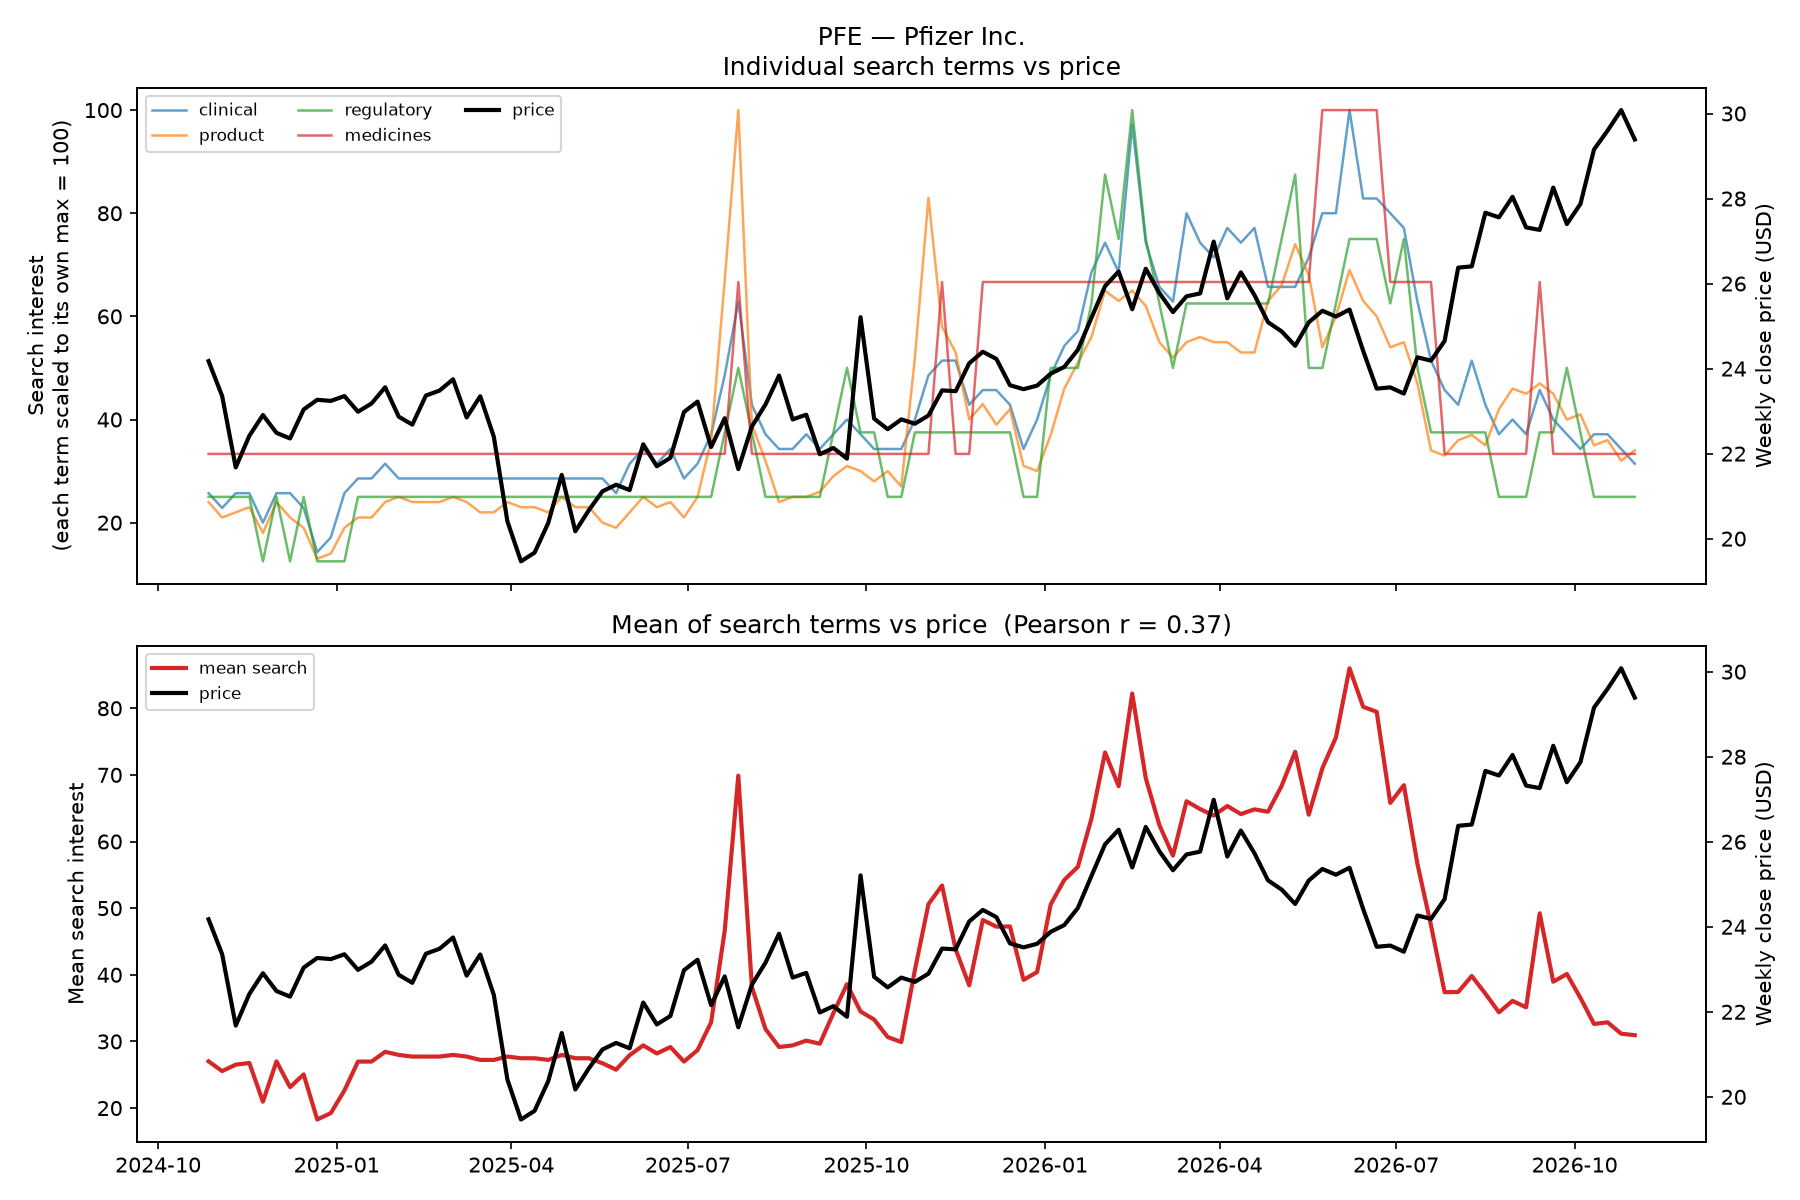 PFE — Pfizer Inc.
Individual search terms vs price
Search interest
(each term scaled to its own max = 100)
100
80
60
40
20
clinical
product
regulatory
medicines
price
30
28
26
24
22
20
Weekly close price (USD)
Mean of search terms vs price (Pearson r = 0.37)
Mean search interest
80
70
60
50
40
30
20
mean search
price
30
28
26
24
22
20
Weekly close price (USD)
2024-10
2025-01
2025-04
2025-07
2025-10
2026-01
2026-04
2026-07
2026-10